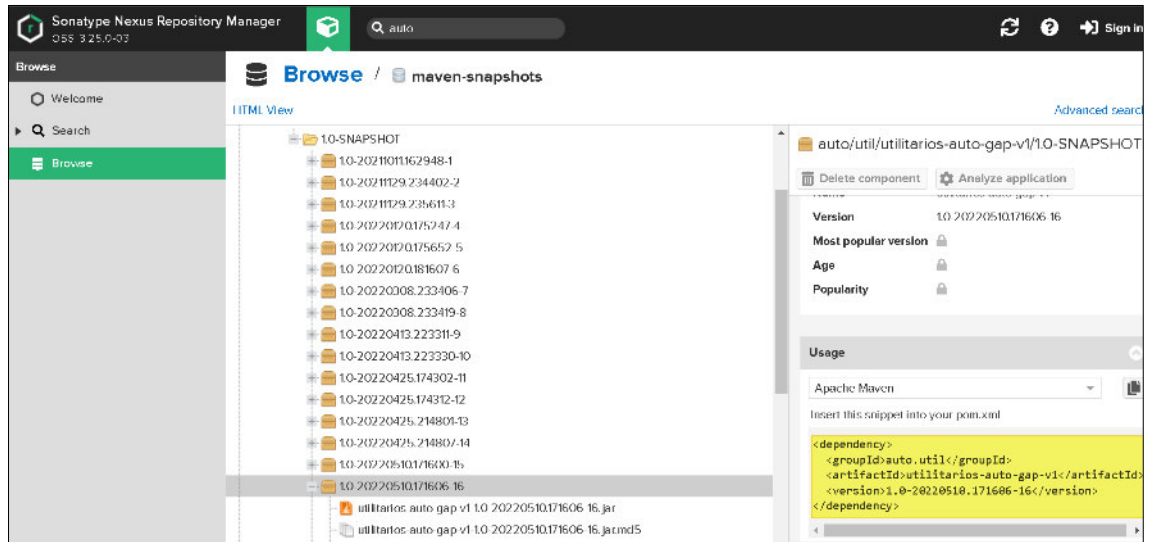 Sonatype Nexus Repository Manager
OSS 3.25.0-03
auto
Sign in
Browse
Welcome
Search
Browse
Browse / maven-snapshots
HTML View
Advanced search
1.0-SNAPSHOT
1.0-20211011.162948-1
1.0-20211129.234402-2
1.0-20211129.235611-3
1.0-20220120.175247-4
1.0-20220120.175652-5
1.0-20220120.181607-6
1.0-20220308.233406-7
1.0-20220308.233419-8
1.0-20220413.223311-9
1.0-20220413.223330-10
1.0-20220425.174302-11
1.0-20220425.174312-12
1.0-20220425.214801-13
1.0-20220425.214807-14
1.0-20220510.171600-15
1.0-20220510.171606-16
utilitarios-auto-gap-v1-1.0-20220510.171606-16.jar
utilitarios-auto-gap-v1-1.0-20220510.171606-16.jar.md5
auto/util/utilitarios-auto-gap-v1/1.0-SNAPSHOT
Delete component
Analyze application
Version 1.0-20220510.171606-16
Most popular version
Age
Popularity
Usage
Apache Maven
Insert this snippet into your pom.xml
<dependency>
<groupId>auto.util</groupId>
<artifactId>utilitarios-auto-gap-v1</artifactId>
<version>1.0-20220510.171606-16</version>
</dependency>